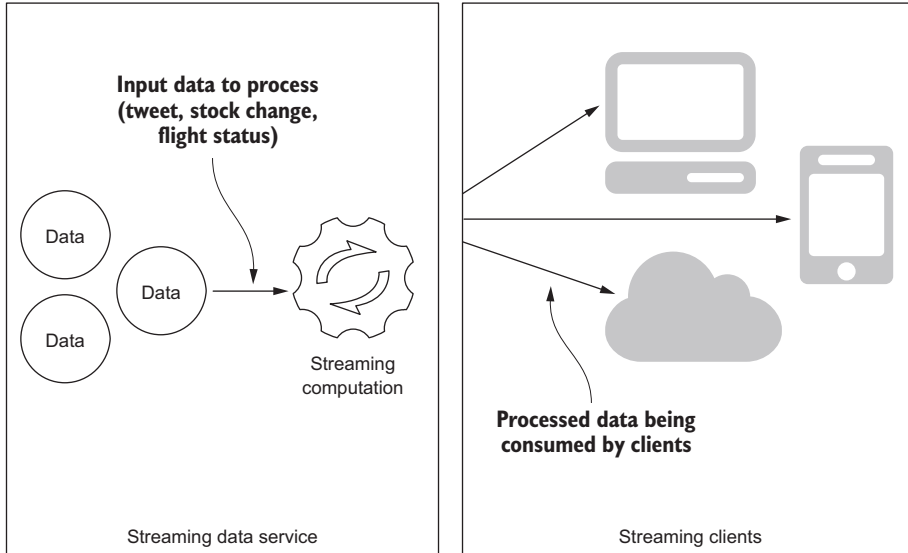 Input data to process
(tweet, stock change,
flight status)
Data
Data
Data
Streaming
computation
Streaming data service
Processed data being
consumed by clients
Streaming clients